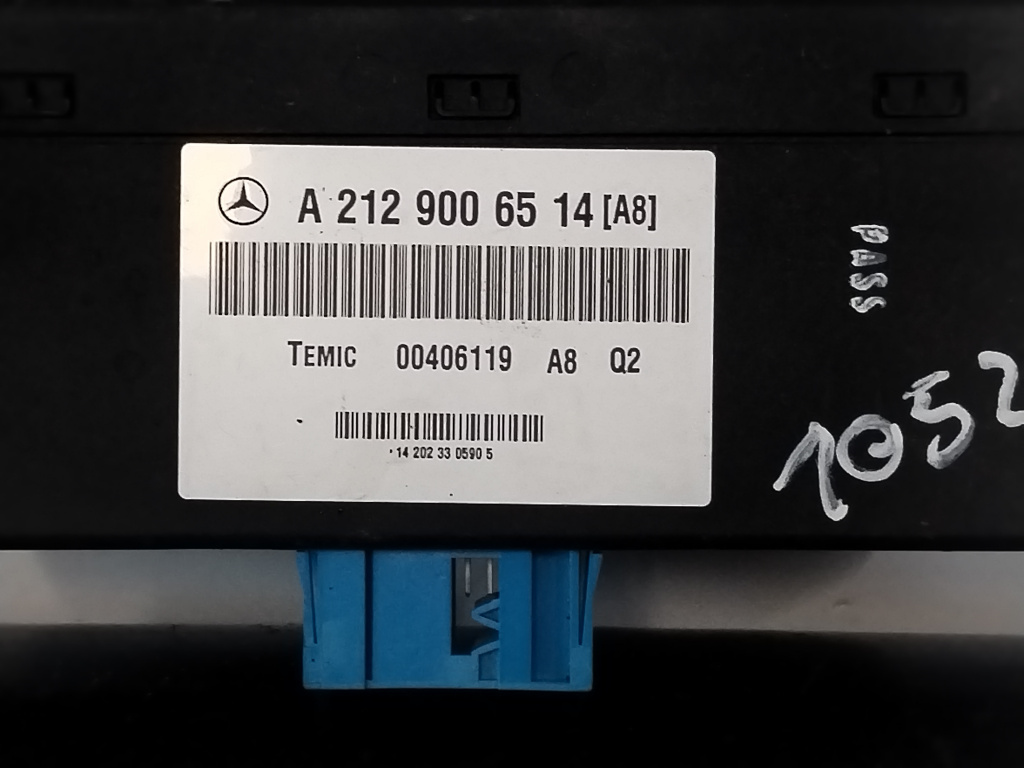 A 212 900 65 14 [A8]
TEMIC 00406119 A8 Q2
14 202 33 0590 5
PASS
1052